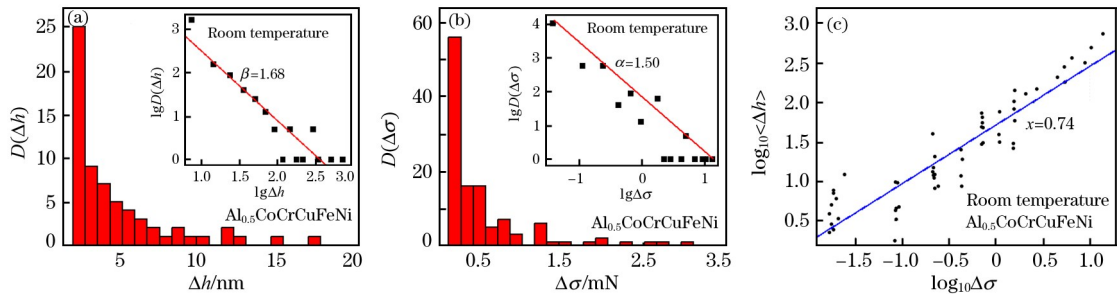 (a)
25
20
15
10
5
0
D(Δh)
5
10
15
20
Δh/nm
Al0.5CoCrCuFeNi
3
2
1
0
lgD(Δh)
1.0
1.5
2.0
2.5
3.0
lgΔh
Room temperature
β=1.68
(b)
60
40
20
0
D(Δσ)
0.5
1.5
2.5
3.5
Δσ/mN
Al0.5CoCrCuFeNi
4
3
2
1
0
lgD(Δσ)
−1
0
1
lgΔσ
Room temperature
α=1.50
(c)
3.0
2.5
2.0
1.5
1.0
0.5
log10<Δh>
−1.5
−1.0
−0.5
0
0.5
1.0
log10Δσ
x=0.74
Room temperature
Al0.5CoCrCuFeNi